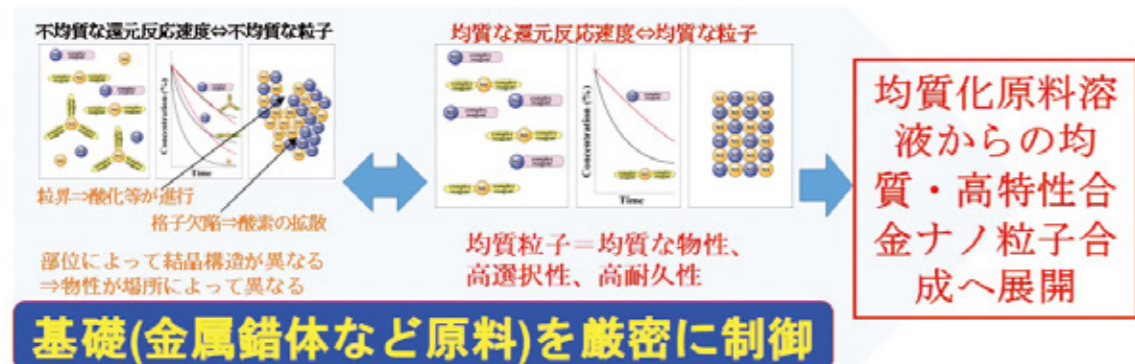 不均質な還元反応速度⇔不均質な粒子
Concentration (%)
Time
粒界⇒酸化等が進行
格子欠陥⇒酸素の拡散
部位によって結晶構造が異なる
⇒物性が場所によって異なる
均質な還元反応速度⇔均質な粒子
Concentration (%)
Time
均質粒子＝均質な物性、
高選択性、高耐久性
均質化原料溶
液からの均
質・高特性合
金ナノ粒子合
成へ展開
基礎(金属錯体など原料)を厳密に制御